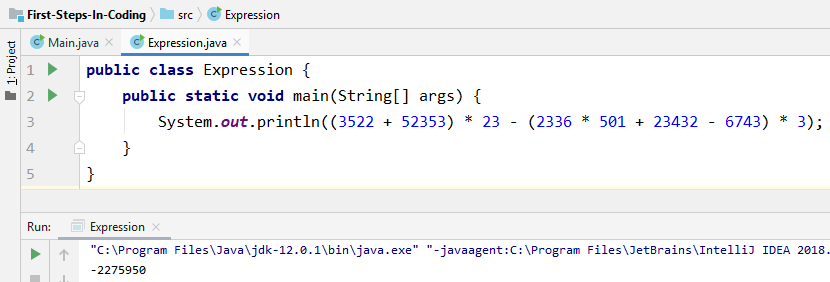 First-Steps-In-Coding src Expression
1: Project
Main.java × Expression.java ×
1 public class Expression {
2 public static void main(String[] args) {
3 System.out.println((3522 + 52353) * 23 - (2336 * 501 + 23432 - 6743) * 3);
4 }
5 }
Run: Expression ×
"C:\Program Files\Java\jdk-12.0.1\bin\java.exe" "-javaagent:C:\Program Files\JetBrains\IntelliJ IDEA 2018.
-2275950